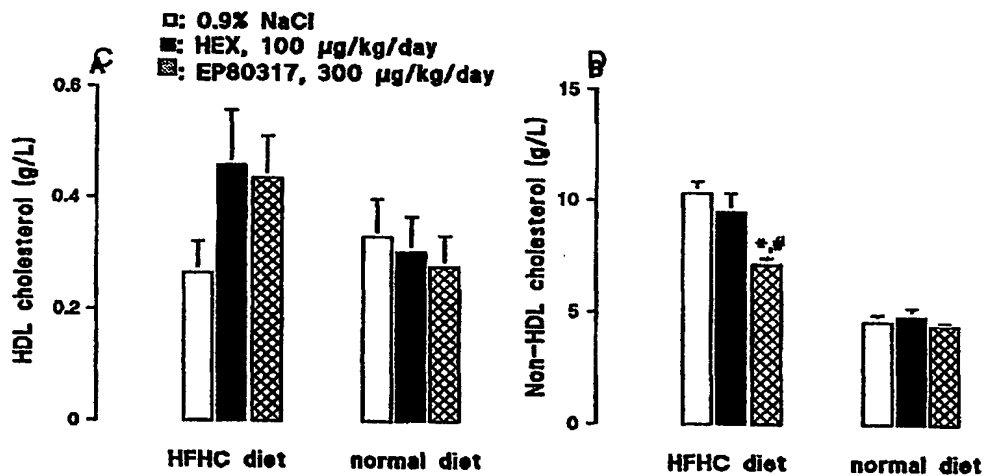 □: 0.9% NaCl
■: HEX, 100 µg/kg/day
▩: EP80317, 300 µg/kg/day
HDL cholesterol (g/L)
0.6
0.4
0.2
0
HFHC diet
normal diet
Non-HDL cholesterol (g/L)
15
10
5
0
*,#
HFHC diet
normal diet